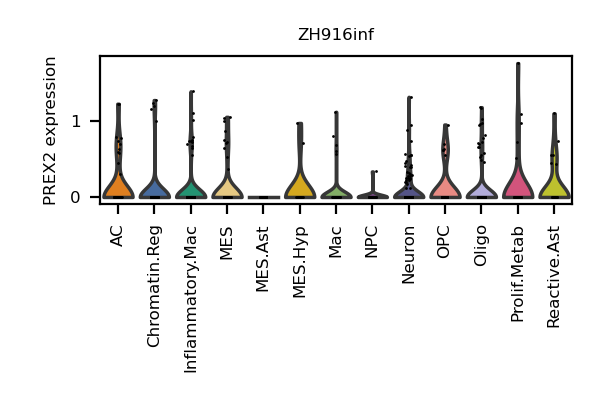 ZH916inf
PREX2 expression
1
0
AC
Chromatin.Reg
Inflammatory.Mac
MES
MES.Ast
MES.Hyp
Mac
NPC
Neuron
OPC
Oligo
Prolif.Metab
Reactive.Ast